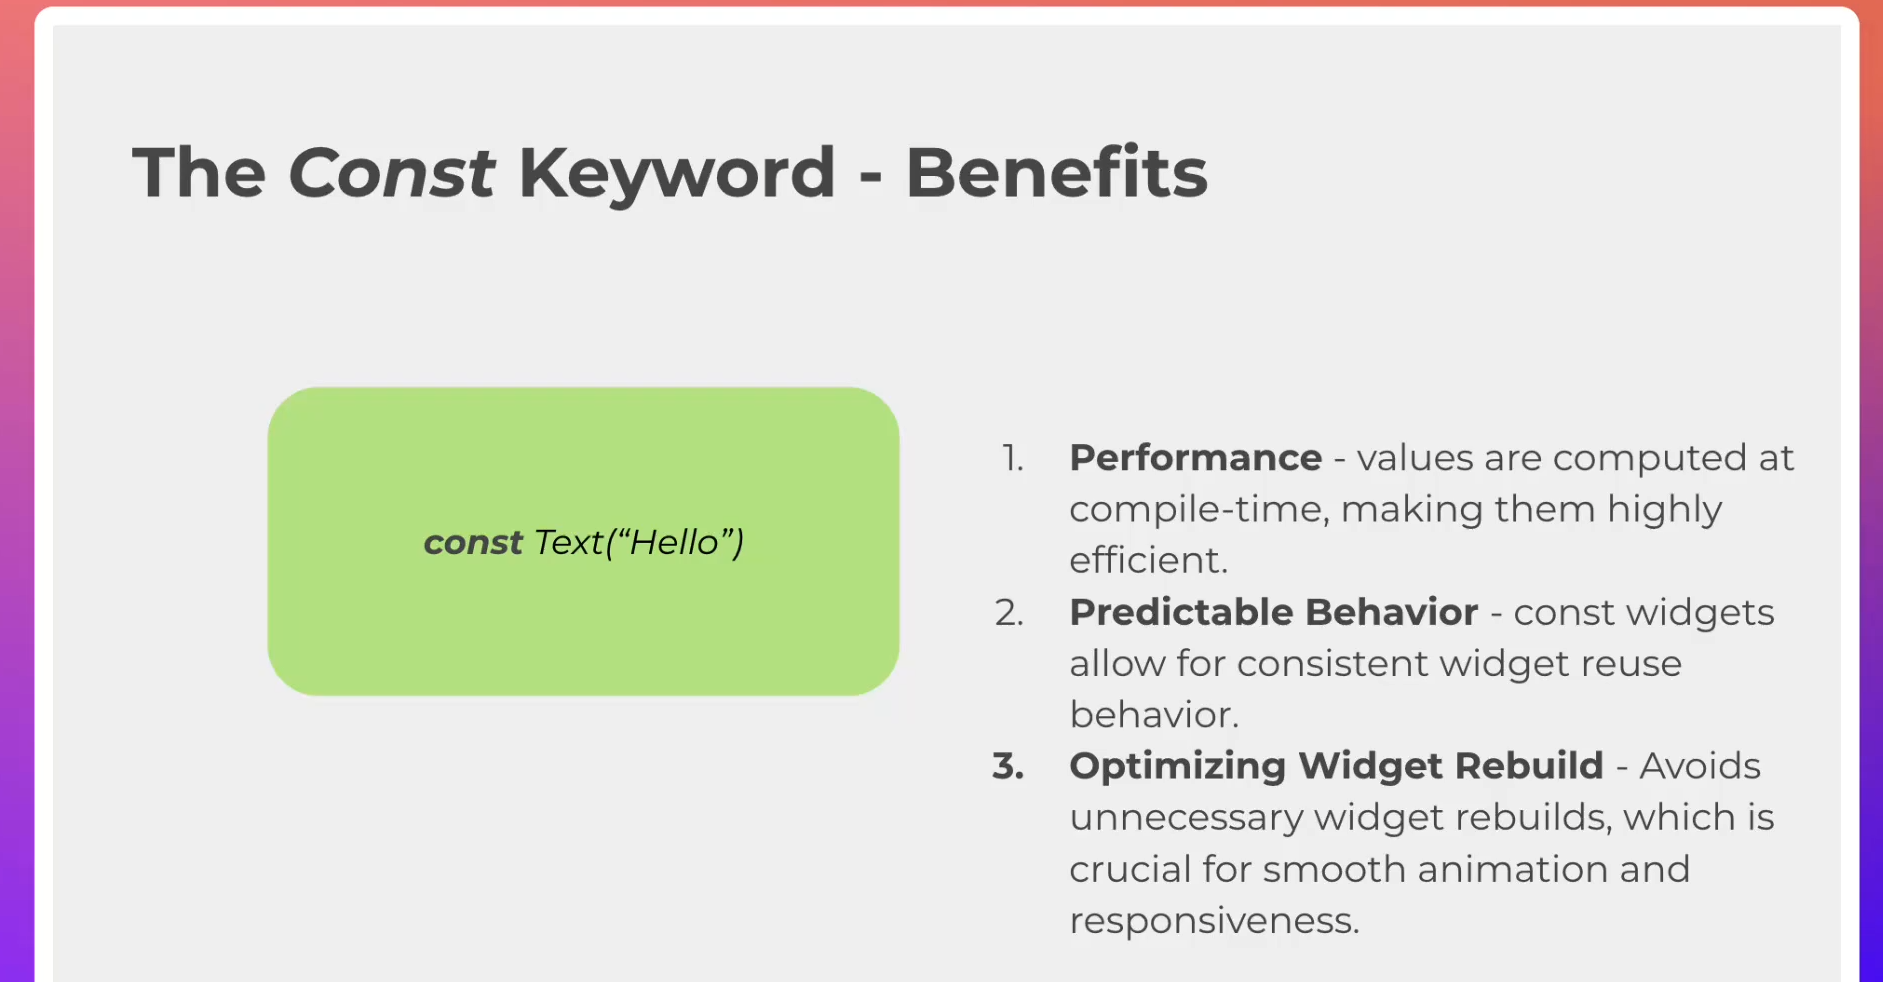 The Const Keyword - Benefits
const Text(“Hello”)
1. Performance - values are computed at
compile-time, making them highly
efficient.
2. Predictable Behavior - const widgets
allow for consistent widget reuse
behavior.
3. Optimizing Widget Rebuild - Avoids
unnecessary widget rebuilds, which is
crucial for smooth animation and
responsiveness.